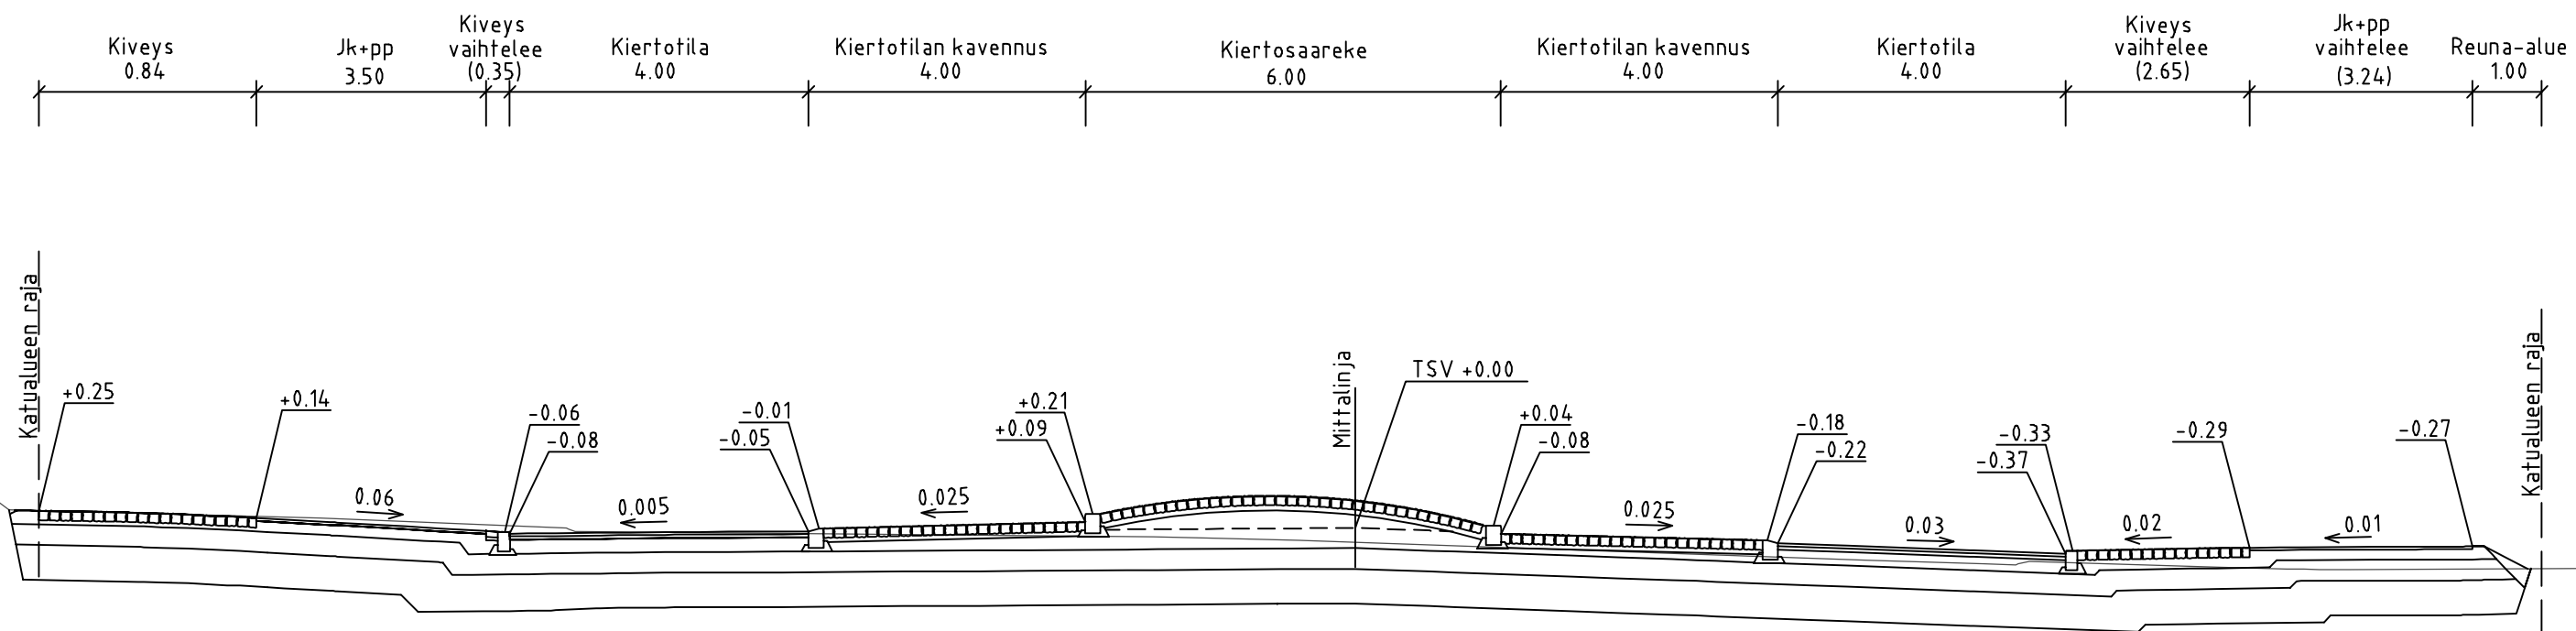 Kiveys
0.84
Jk+pp
3.50
Kiveys
vaihtelee
(0.35)
Kiertotila
4.00
Kiertotilan kavennus
4.00
Kiertosaareke
6.00
Kiertotilan kavennus
4.00
Kiertotila
4.00
Kiveys
vaihtelee
(2.65)
Jk+pp
vaihtelee
(3.24)
Reuna-alue
1.00
Katualueen raja
+0.25
+0.14
-0.06
-0.08
-0.01
-0.05
+0.21
+0.09
Mittalinja
TSV +0.00
+0.04
-0.08
-0.18
-0.22
-0.33
-0.37
-0.29
-0.27
Katualueen raja
0.06
0.005
0.025
0.025
0.03
0.02
0.01